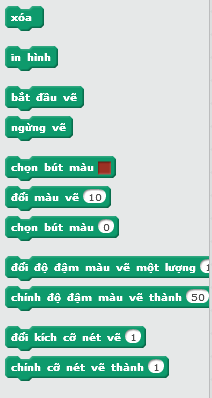 xóa
in hình
bắt đầu vẽ
ngừng vẽ
chọn bút màu
đổi màu vẽ 10
chọn bút màu 0
đổi độ đậm màu vẽ một lượng
chỉnh độ đậm màu vẽ thành 50
đổi kích cỡ nét vẽ 1
chỉnh cỡ nét vẽ thành 1